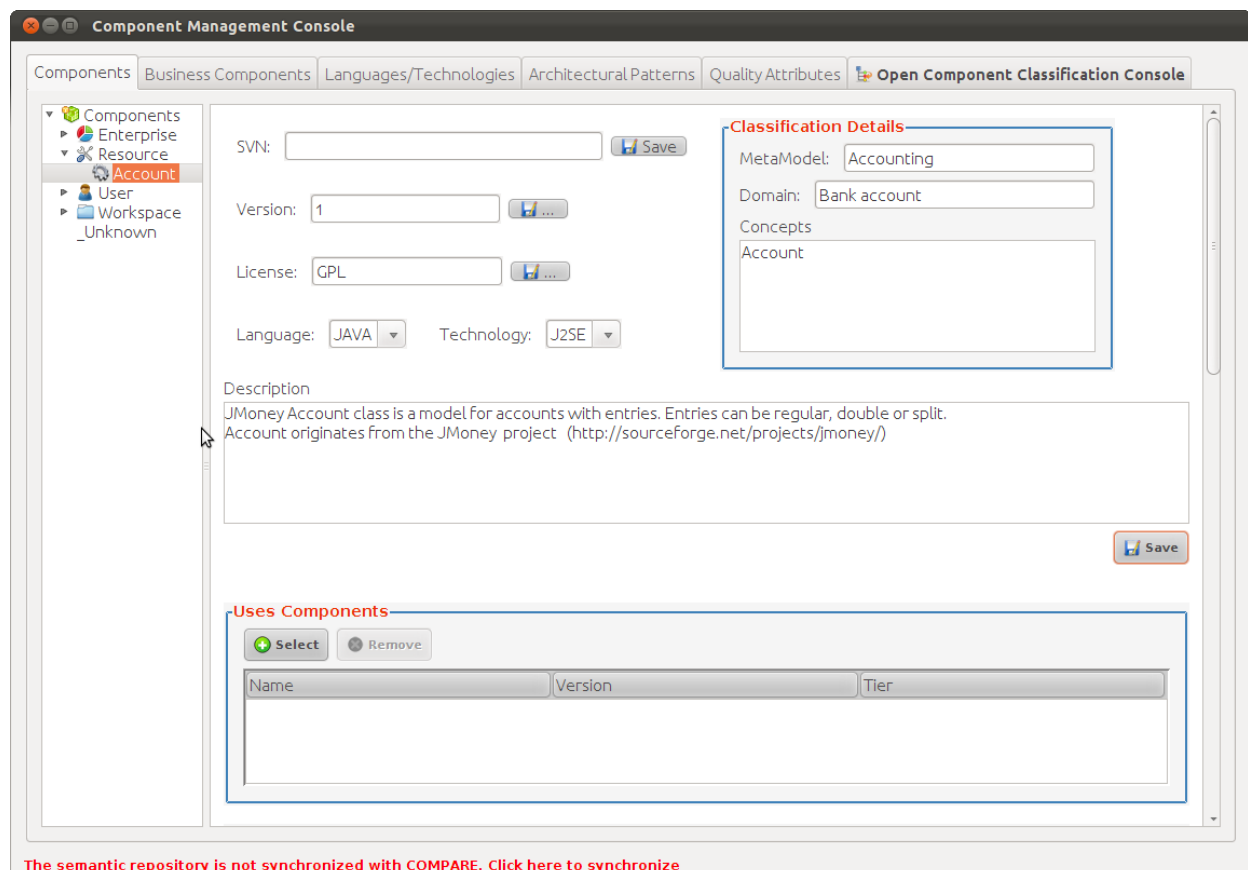 Component Management Console
Components Business Components Languages/Technologies Architectural Patterns Quality Attributes Open Component Classification Console
Components
Enterprise
Resource
Account
User
Workspace
_Unknown
SVN: Save
Version: 1 ...
License: GPL ...
Language: JAVA Technology: J2SE
Classification Details
MetaModel: Accounting
Domain: Bank account
Concepts
Account
Description
JMoney Account class is a model for accounts with entries. Entries can be regular, double or split.
Account originates from the JMoney project (http://sourceforge.net/projects/jmoney/)
Save
Uses Components
Select Remove
Name Version Tier
The semantic repository is not synchronized with COMPARE. Click here to synchronize